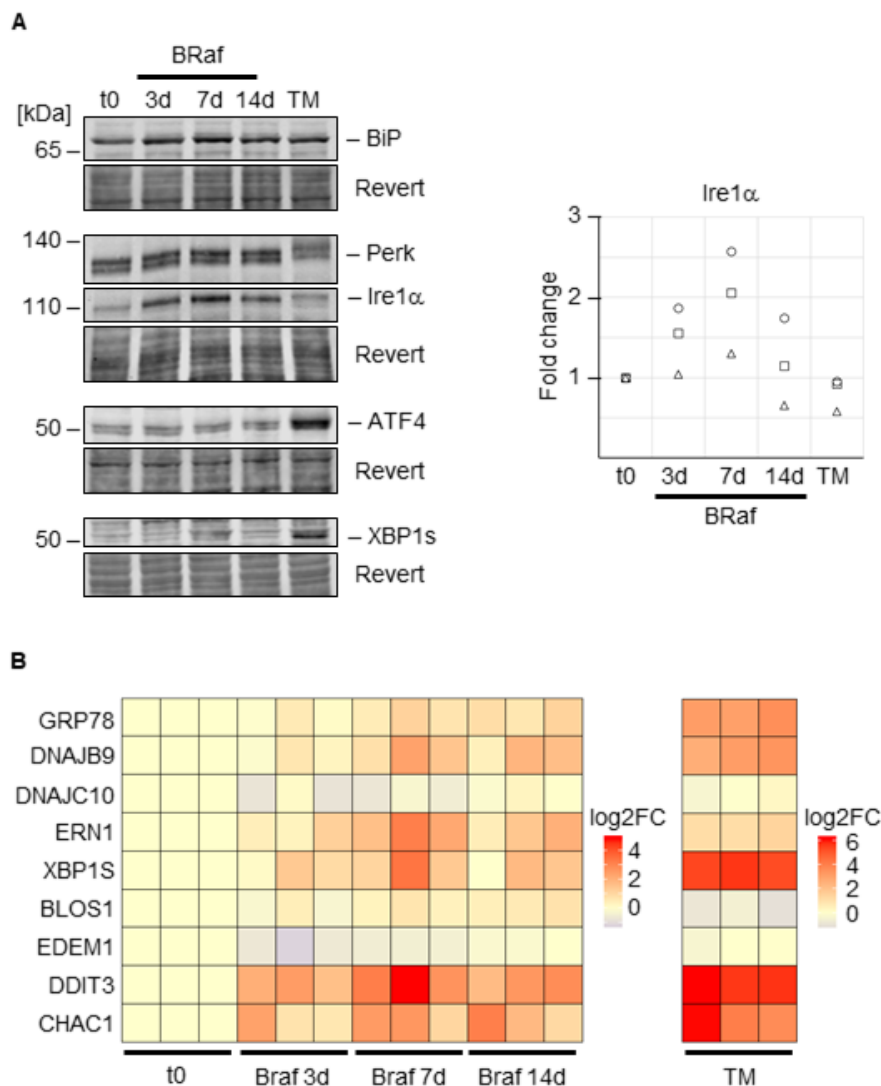 A
BRaf
t0 3d 7d 14d TM
[kDa]
65 – – BiP
Revert
140 – – Perk
110 – – Ire1α
Revert
50 – – ATF4
Revert
50 – – XBP1s
Revert
Ire1α
Fold change
3
2
1
t0 3d 7d 14d TM
BRaf
B
GRP78
DNAJB9
DNAJC10
ERN1
XBP1S
BLOS1
EDEM1
DDIT3
CHAC1
t0 Braf 3d Braf 7d Braf 14d TM
log2FC
4
2
0
log2FC
6
4
2
0